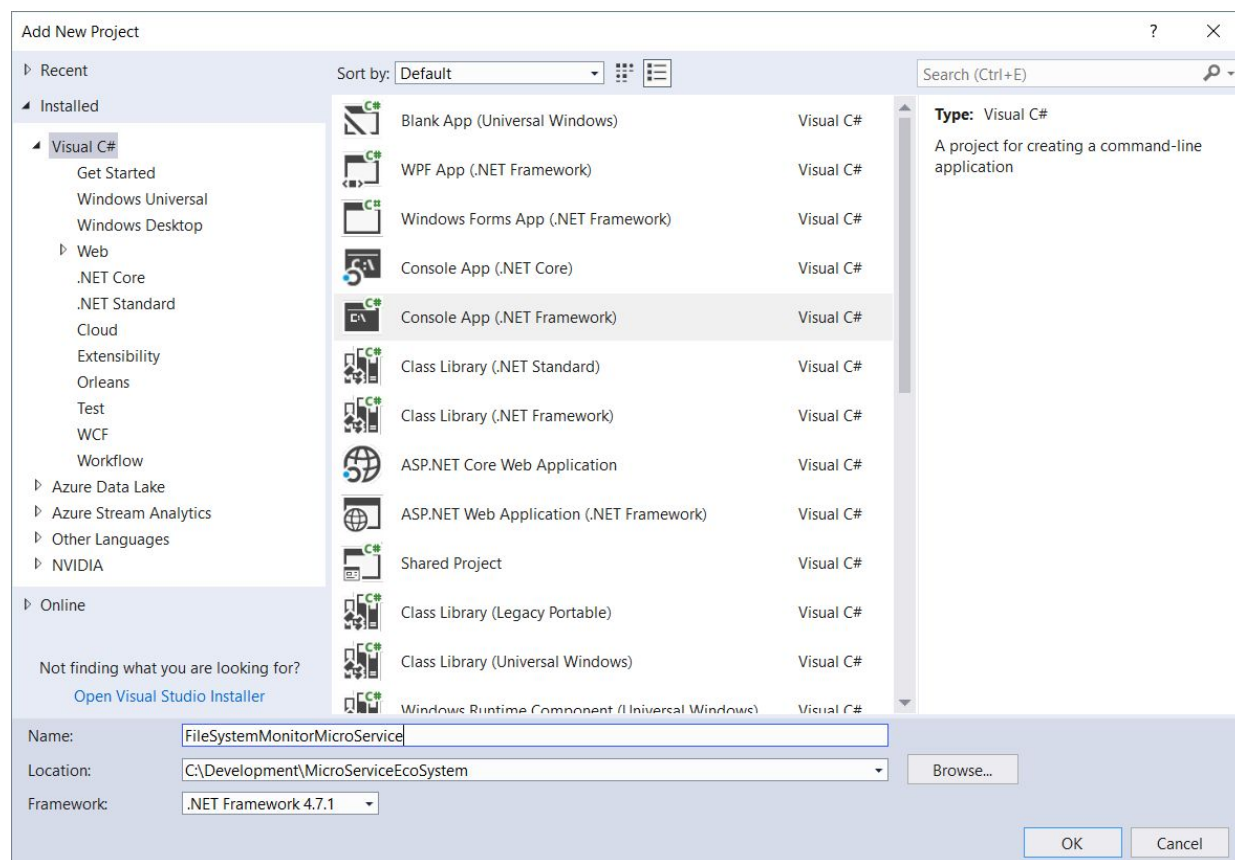 Add New Project
?
Recent
Installed
Visual C#
Get Started
Windows Universal
Windows Desktop
Web
.NET Core
.NET Standard
Cloud
Extensibility
Orleans
Test
WCF
Workflow
Azure Data Lake
Azure Stream Analytics
Other Languages
NVIDIA
Online
Not finding what you are looking for?
Open Visual Studio Installer
Sort by: Default
C# Blank App (Universal Windows) Visual C#
C# WPF App (.NET Framework) Visual C#
C# Windows Forms App (.NET Framework) Visual C#
C# Console App (.NET Core) Visual C#
C# Console App (.NET Framework) Visual C#
C# Class Library (.NET Standard) Visual C#
C# Class Library (.NET Framework) Visual C#
ASP.NET Core Web Application Visual C#
ASP.NET Web Application (.NET Framework) Visual C#
C# Shared Project Visual C#
C# Class Library (Legacy Portable) Visual C#
C# Class Library (Universal Windows) Visual C#
C# Windows Runtime Component (Universal Windows) Visual C#
Search (Ctrl+E)
Type: Visual C#
A project for creating a command-line
application
Name: FileSystemMonitorMicroService
Location: C:\Development\MicroServiceEcoSystem Browse...
Framework: .NET Framework 4.7.1
OK Cancel